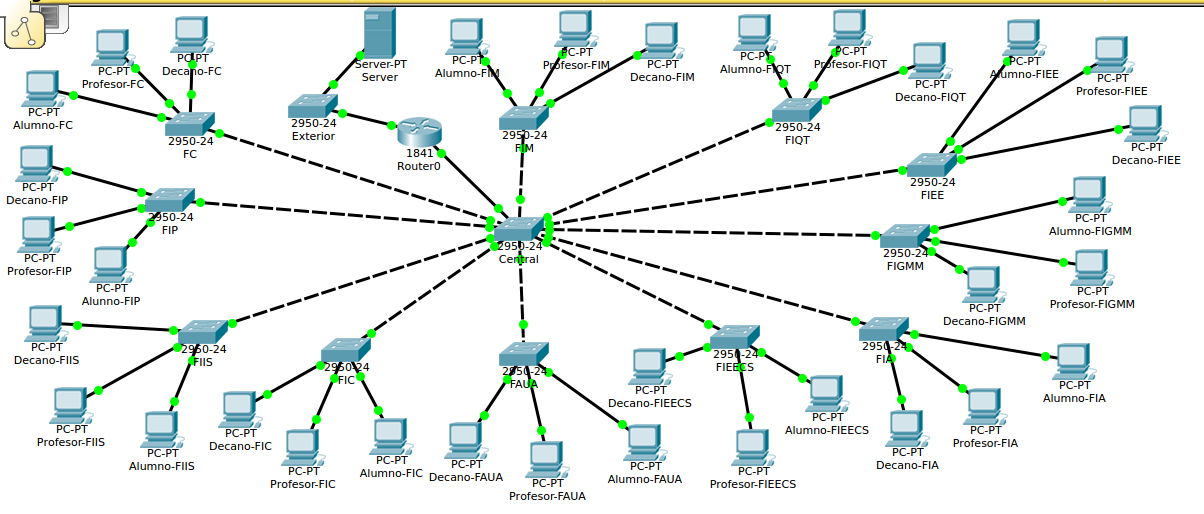 PC-PT
Profesor-FC
PC-PT
Decano-FC
PC-PT
Alumno-FC
2950-24
FC
Server-PT
Server
2950-24
Exterior
1841
Router0
PC-PT
Alumno-FIM
PC-PT
Profesor-FIM
PC-PT
Decano-FIM
2950-24
FIM
PC-PT
Alumno-FIQT
PC-PT
Profesor-FIQT
PC-PT
Decano-FIQT
2950-24
FIQT
PC-PT
Alumno-FIEE
PC-PT
Profesor-FIEE
PC-PT
Decano-FIEE
2950-24
FIEE
PC-PT
Decano-FIP
PC-PT
Profesor-FIP
PC-PT
Alunno-FIP
2950-24
FIP
2950-24
Central
2950-24
FIGMM
PC-PT
Alumno-FIGMM
PC-PT
Profesor-FIGMM
PC-PT
Decano-FIGMM
PC-PT
Decano-FIIS
2950-24
FIIS
PC-PT
Profesor-FIIS
PC-PT
Alumno-FIIS
2950-24
FIC
PC-PT
Decano-FIC
PC-PT
Profesor-FIC
PC-PT
Alumno-FIC
2950-24
FAUA
PC-PT
Decano-FAUA
PC-PT
Profesor-FAUA
PC-PT
Alumno-FAUA
2950-24
FIEECS
PC-PT
Decano-FIEECS
PC-PT
Profesor-FIEECS
PC-PT
Alumno-FIEECS
2950-24
FIA
PC-PT
Decano-FIA
PC-PT
Profesor-FIA
PC-PT
Alumno-FIA